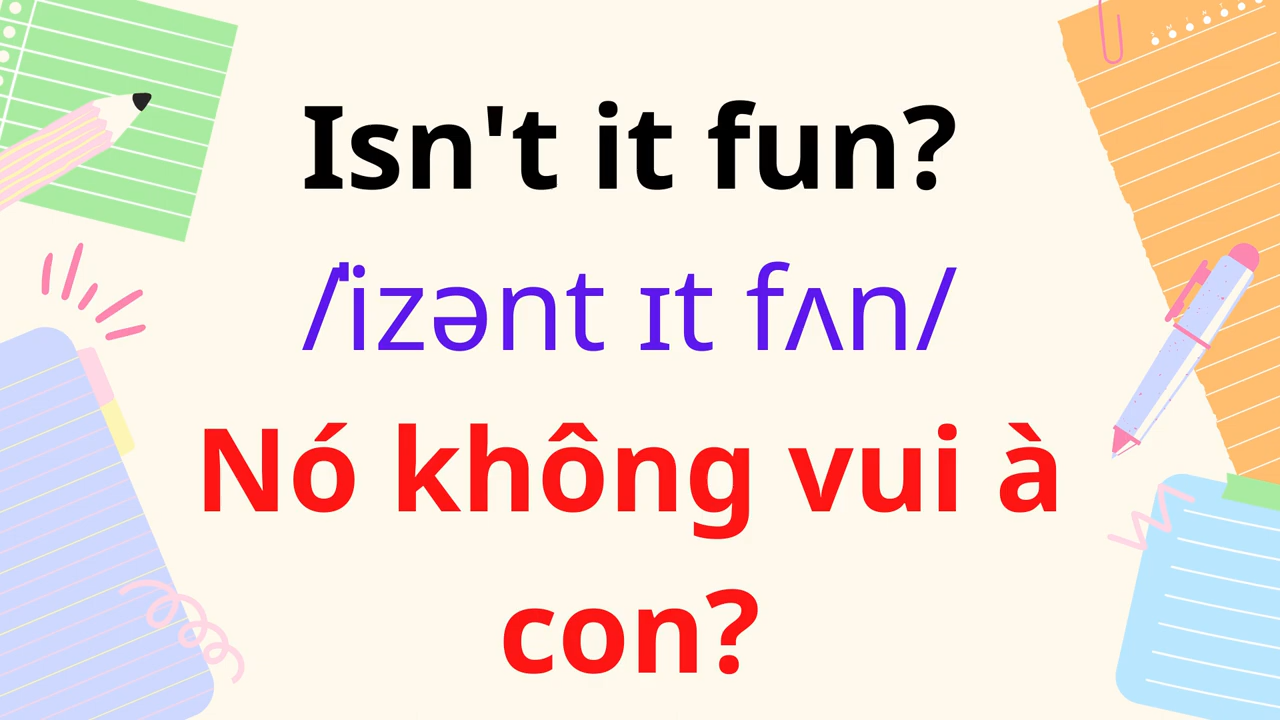 Isn't it fun?
/ˈizənt ɪt fʌn/
Nó không vui à
con?